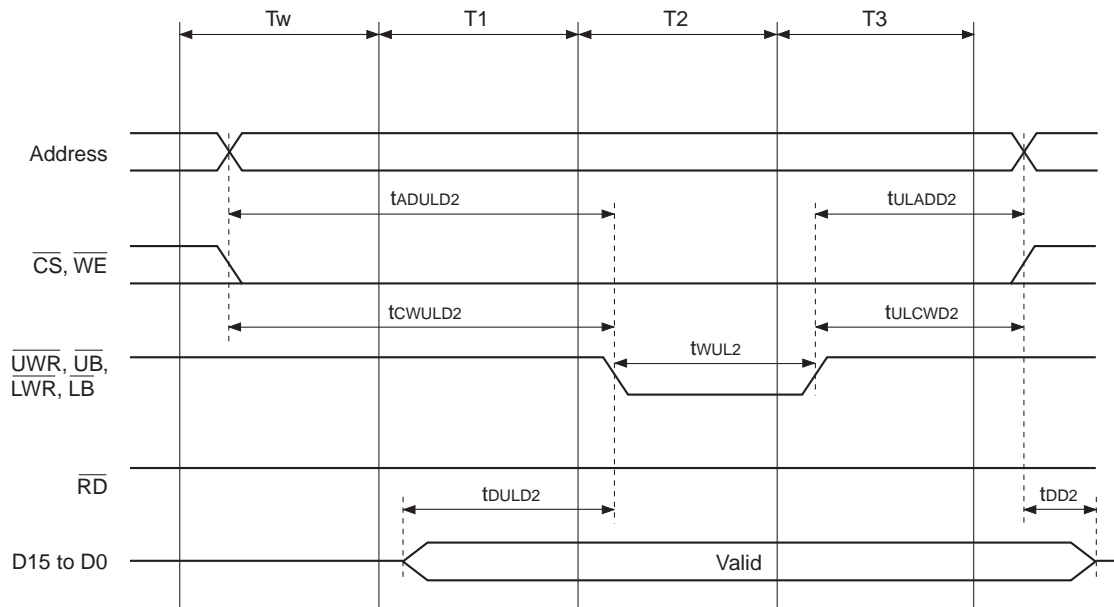 Tw T1 T2 T3
Address
tADULD2 tULADD2
CS, WE
tCWULD2 tULCWD2
UWR, UB,
LWR, LB
tWUL2
RD
tDULD2 tDD2
D15 to D0 Valid